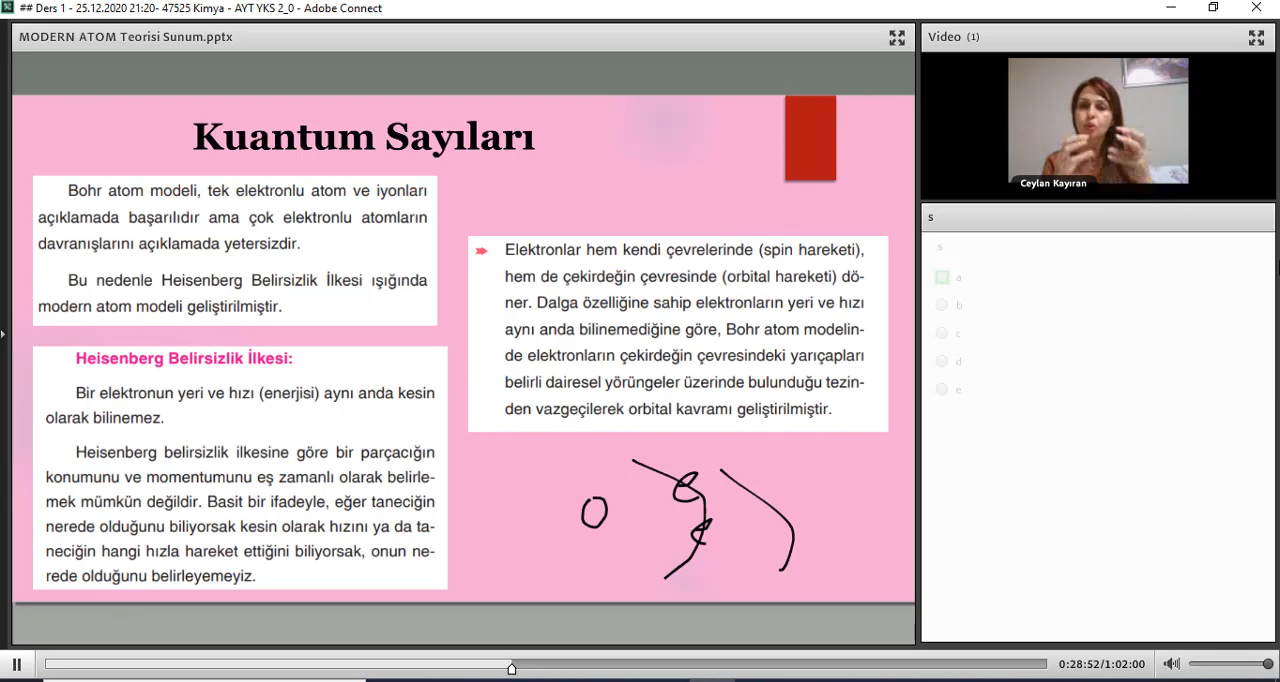 ## Ders 1 - 25.12.2020 21:20- 47525 Kimya - AYT YKS 2_0 - Adobe Connect
MODERN ATOM Teorisi Sunum.pptx
Kuantum Sayıları
Bohr atom modeli, tek elektronlu atom ve iyonları
açıklamada başarılıdır ama çok elektronlu atomların
davranışlarını açıklamada yetersizdir.
Bu nedenle Heisenberg Belirsizlik İlkesi ışığında
modern atom modeli geliştirilmiştir.
Heisenberg Belirsizlik İlkesi:
Bir elektronun yeri ve hızı (enerjisi) aynı anda kesin
olarak bilinemez.
Heisenberg belirsizlik ilkesine göre bir parçacığın
konumunu ve momentumunu eş zamanlı olarak belirle-
mek mümkün değildir. Basit bir ifadeyle, eğer taneciğin
nerede olduğunu biliyorsak kesin olarak hızını ya da ta-
neciğin hangi hızla hareket ettiğini biliyorsak, onun ne-
rede olduğunu belirleyemeyiz.
Elektronlar hem kendi çevrelerinde (spin hareketi),
hem de çekirdeğin çevresinde (orbital hareketi) dö-
ner. Dalga özelliğine sahip elektronların yeri ve hızı
aynı anda bilinemediğine göre, Bohr atom modelin-
de elektronların çekirdeğin çevresindeki yarıçapları
belirli dairesel yörüngeler üzerinde bulunduğu tezin-
den vazgeçilerek orbital kavramı geliştirilmiştir.
Video (1)
Ceylan Kayıran
s
s
a
b
c
d
e
0:28:52/1:02:00